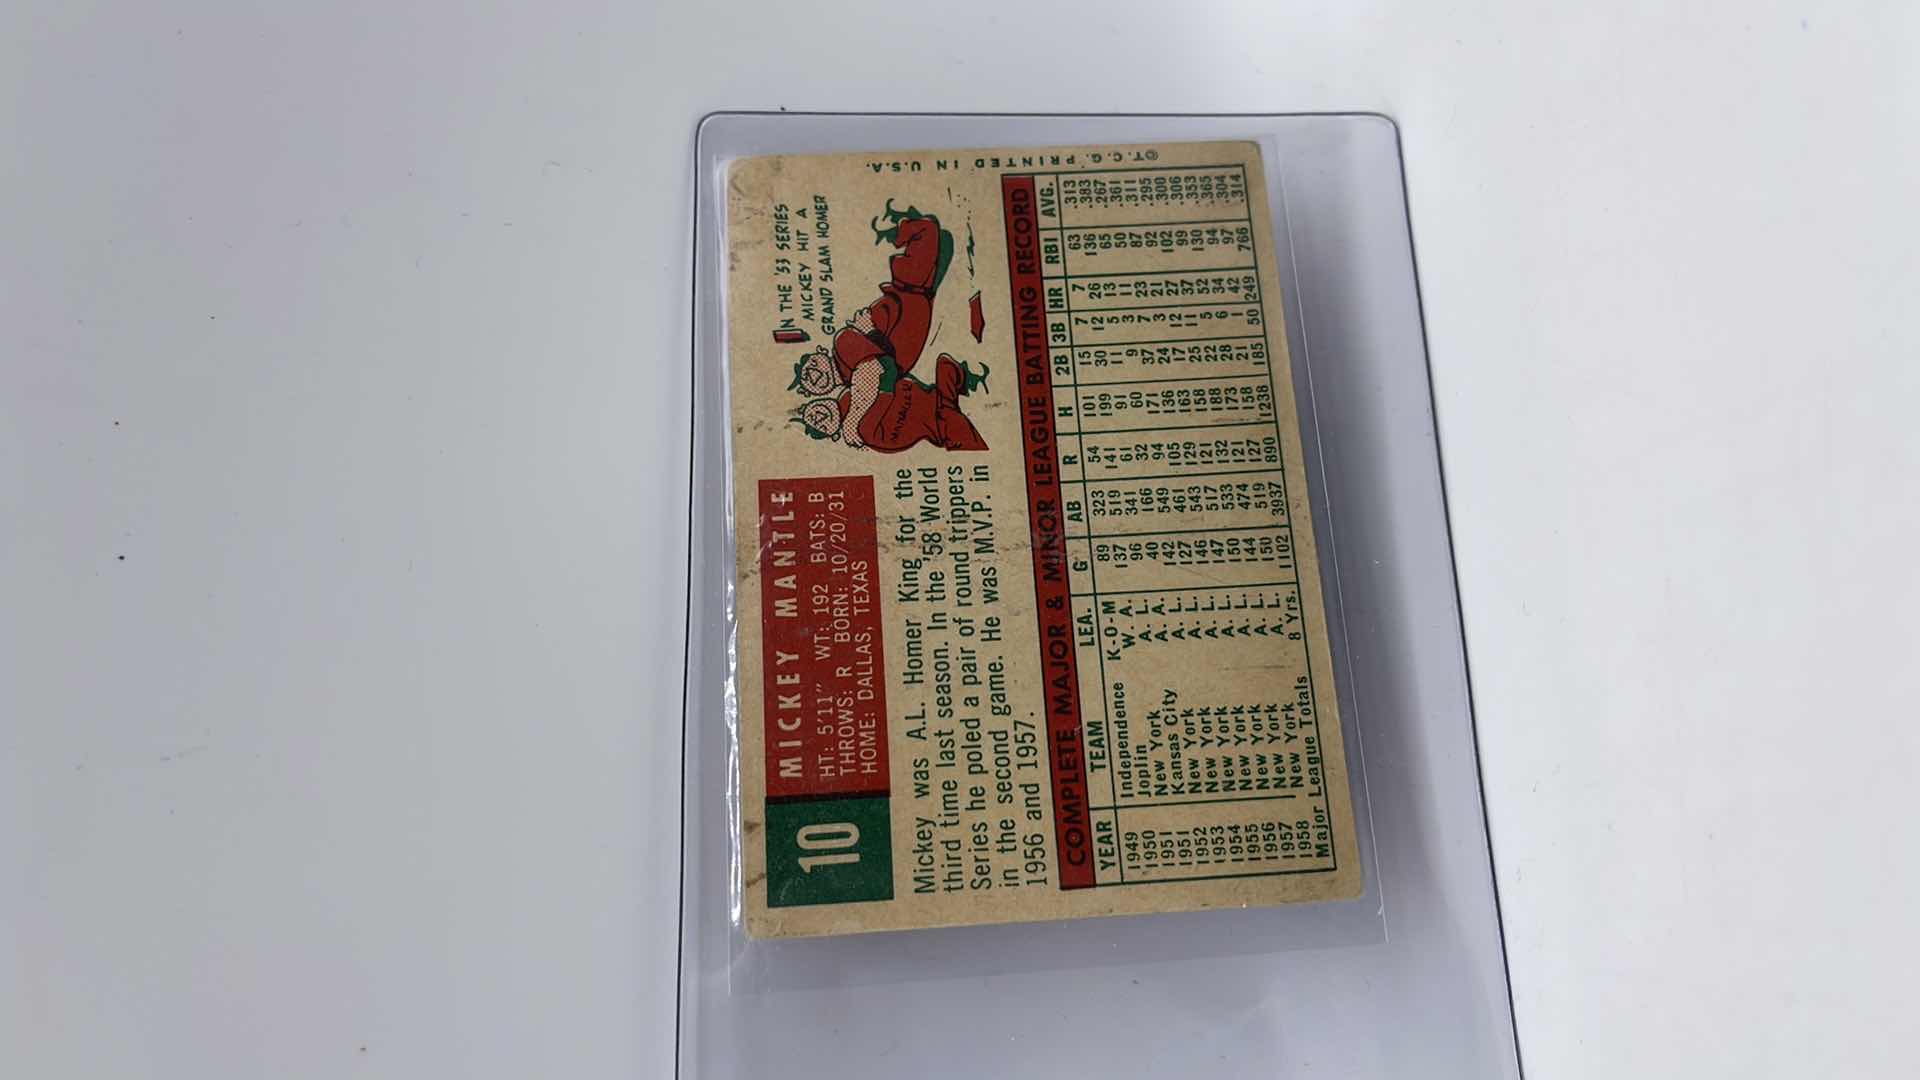 10
MICKEY MANTLE
HT: 5'11" WT: 192 BATS: B
THROWS: R BORN: 10/20/31
HOME: DALLAS, TEXAS
IN THE '53 SERIES
MICKEY HIT A
GRAND SLAM HOMER
MANAGER
Mickey was A.L. Homer King for the
third time last season. In the '58 World
Series he poled a pair of round trippers
in the second game. He was M.V.P. in
1956 and 1957.
COMPLETE MAJOR & MINOR LEAGUE BATTING RECORD
YEAR TEAM LEA. G AB R H 2B 3B HR RBI AVG.
1949 Independence K-O-M 89 323 54 101 15 7 7 63 .313
1950 Joplin W. A. 137 519 141 199 30 12 26 136 .383
1951 New York A. L. 96 341 61 91 11 5 13 65 .267
1951 Kansas City A. A. 40 166 32 60 9 3 11 50 .361
1952 New York A. L. 142 549 94 171 37 7 23 87 .311
1953 New York A. L. 127 461 105 136 24 3 21 92 .295
1954 New York A. L. 146 543 129 163 17 12 27 102 .300
1955 New York A. L. 147 517 121 158 25 11 37 99 .306
1956 New York A. L. 150 533 132 188 22 5 52 130 .353
1957 New York A. L. 144 474 121 173 28 6 34 94 .365
1958 New York A. L. 150 519 127 158 21 1 42 97 .304
Major League Totals 8 Yrs. 1102 3937 890 1238 185 50 249 766 .314
©T.C.G. PRINTED IN U.S.A.